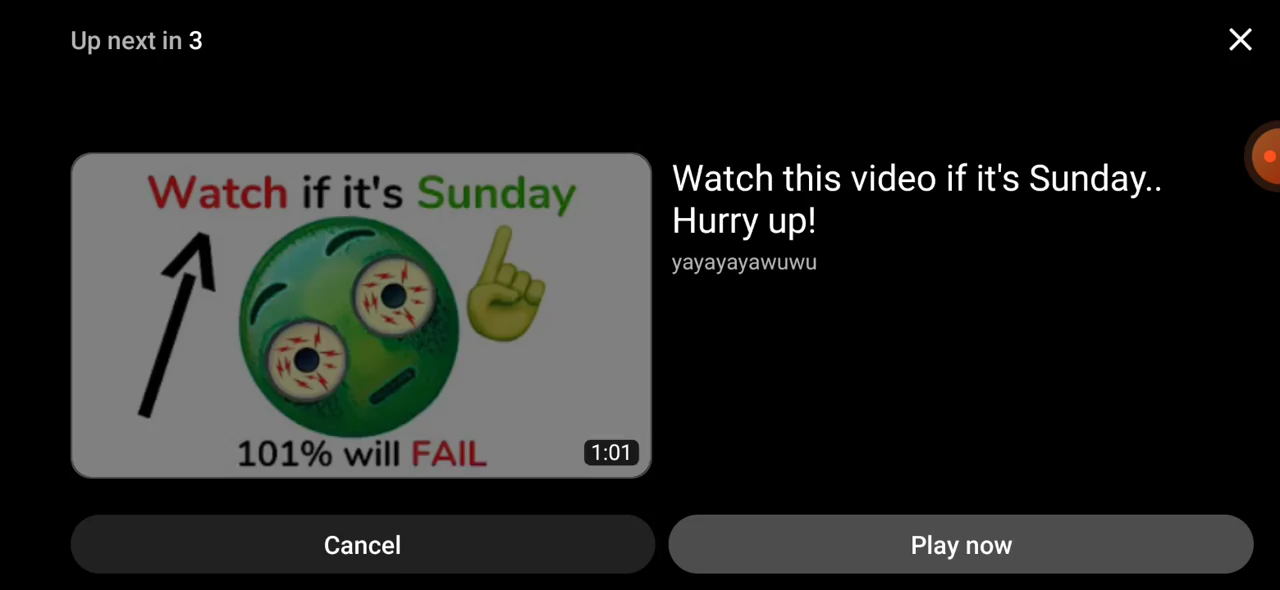 Up next in 3
Watch if it's Sunday
101% will FAIL
1:01
Watch this video if it's Sunday..
Hurry up!
yayayayawuwu
Cancel
Play now